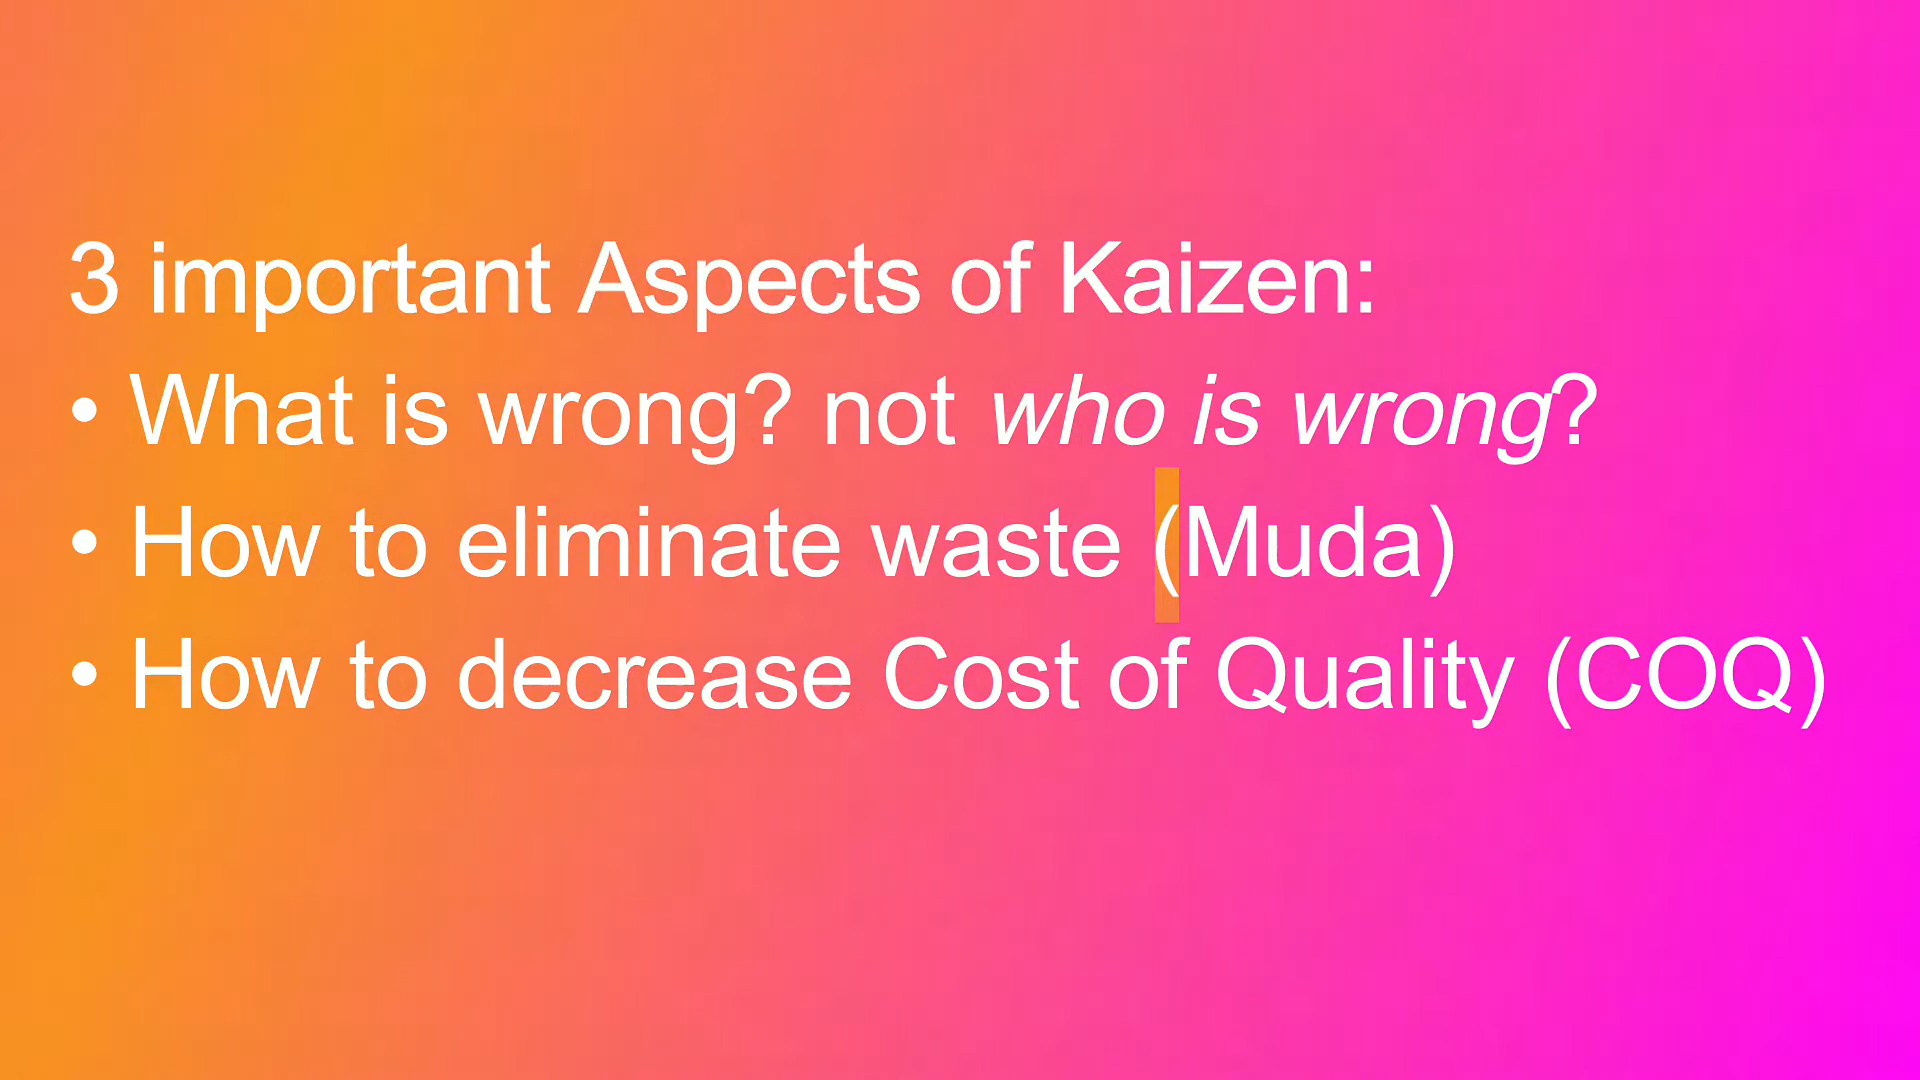 3 important Aspects of Kaizen:
• What is wrong? not who is wrong?
• How to eliminate waste (Muda)
• How to decrease Cost of Quality (COQ)